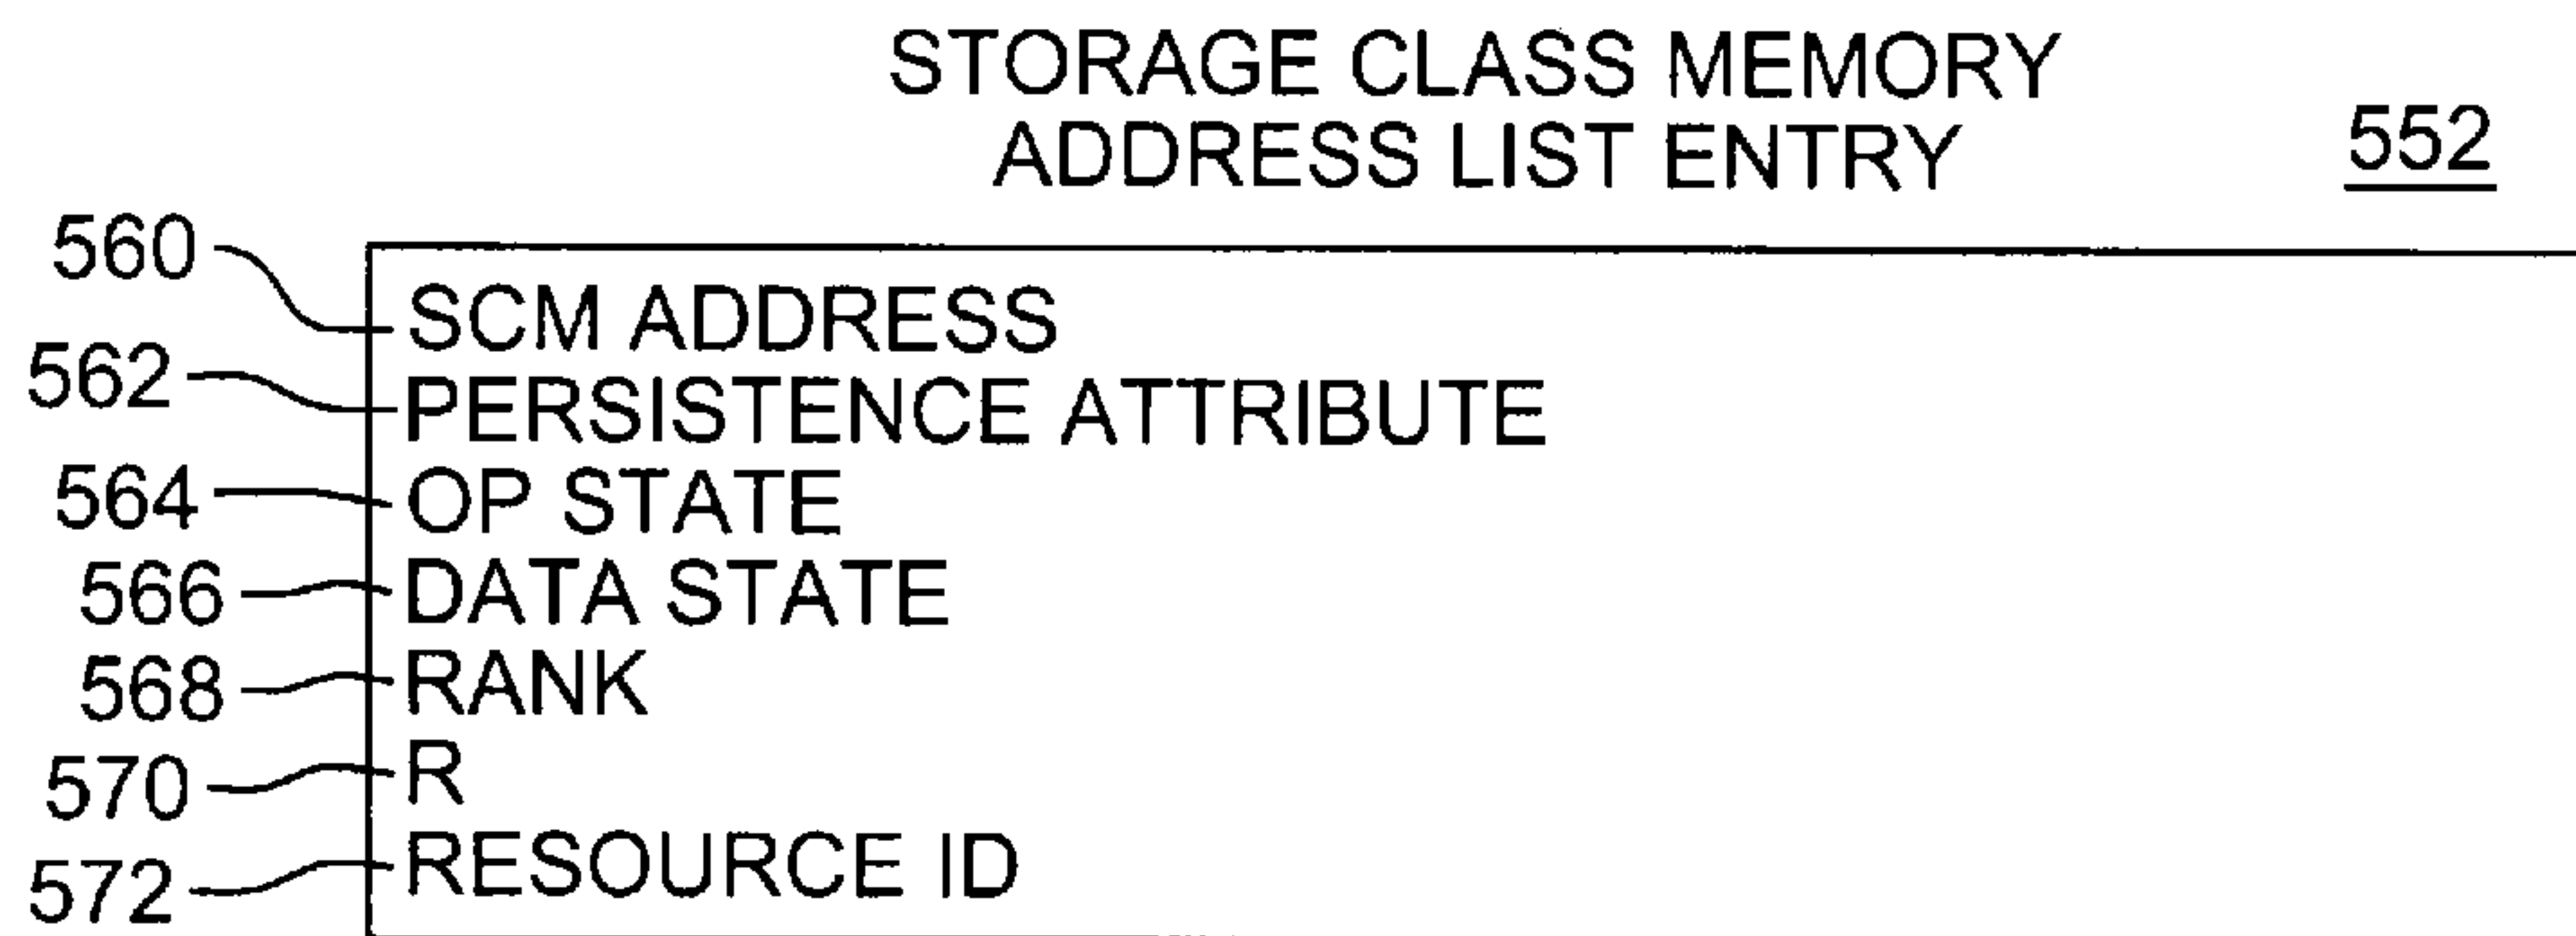 STORAGE CLASS MEMORY
ADDRESS LIST ENTRY 552
560 SCM ADDRESS
562 PERSISTENCE ATTRIBUTE
564 OP STATE
566 DATA STATE
568 RANK
570 R
572 RESOURCE ID